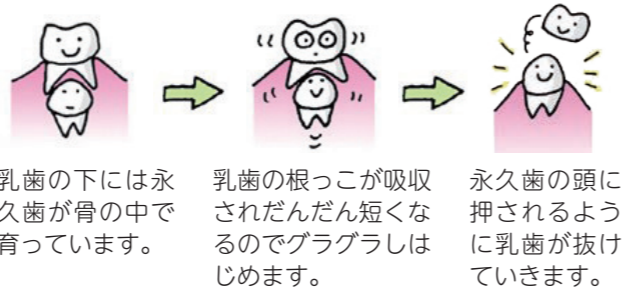 乳歯の下には永
久歯が骨の中で
育っています。
乳歯の根っこが吸収
されだんだん短くな
るのでグラグラしは
じめます。
永久歯の頭に
押されるよう
に乳歯が抜け
ていきます。